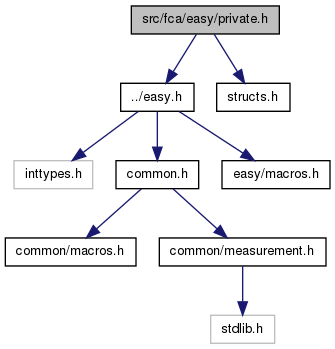 src/fca/easy/private.h
../easy.h
structs.h
inttypes.h
common.h
easy/macros.h
common/macros.h
common/measurement.h
stdlib.h